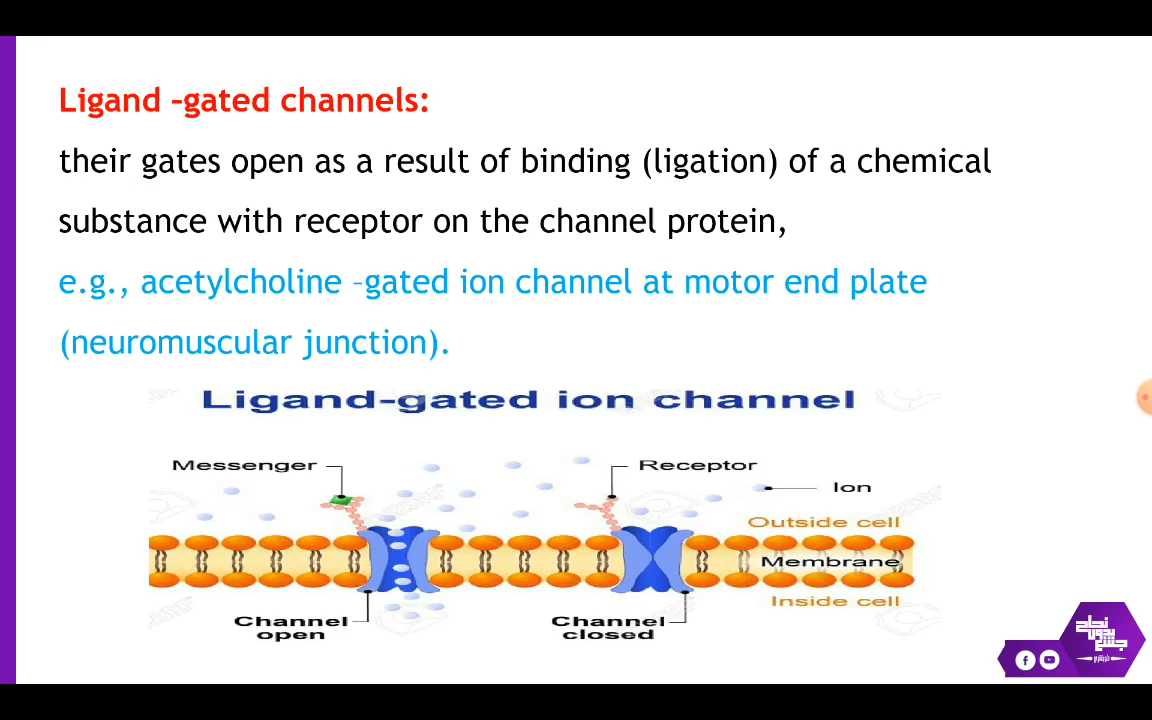 Ligand –gated channels:
their gates open as a result of binding (ligation) of a chemical
substance with receptor on the channel protein,
e.g., acetylcholine –gated ion channel at motor end plate
(neuromuscular junction).
Ligand-gated ion channel
Messenger
Receptor
Ion
Outside cell
Membrane
Inside cell
Channel
open
Channel
closed